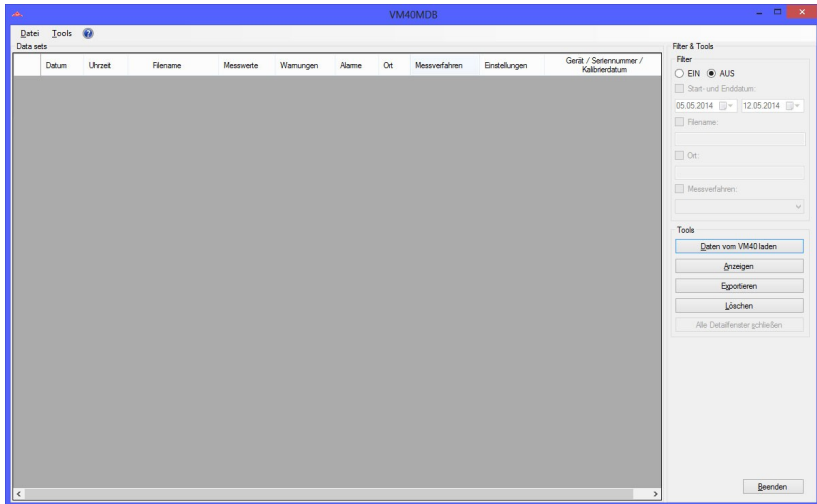 VM40MDB
Datei Tools
Data sets
Datum Uhrzeit Filename Messwerte Warnungen Alarme Ort Messverfahren Einstellungen Gerät / Seriennummer /
Kalibrierdatum
Filter & Tools
Filter
EIN AUS
Start- und Enddatum:
05.05.2014 12.05.2014
Filename:
Ort:
Messverfahren:
Tools
Daten vom VM40 laden
Anzeigen
Exportieren
Löschen
Alle Detailfenster schließen
Beenden